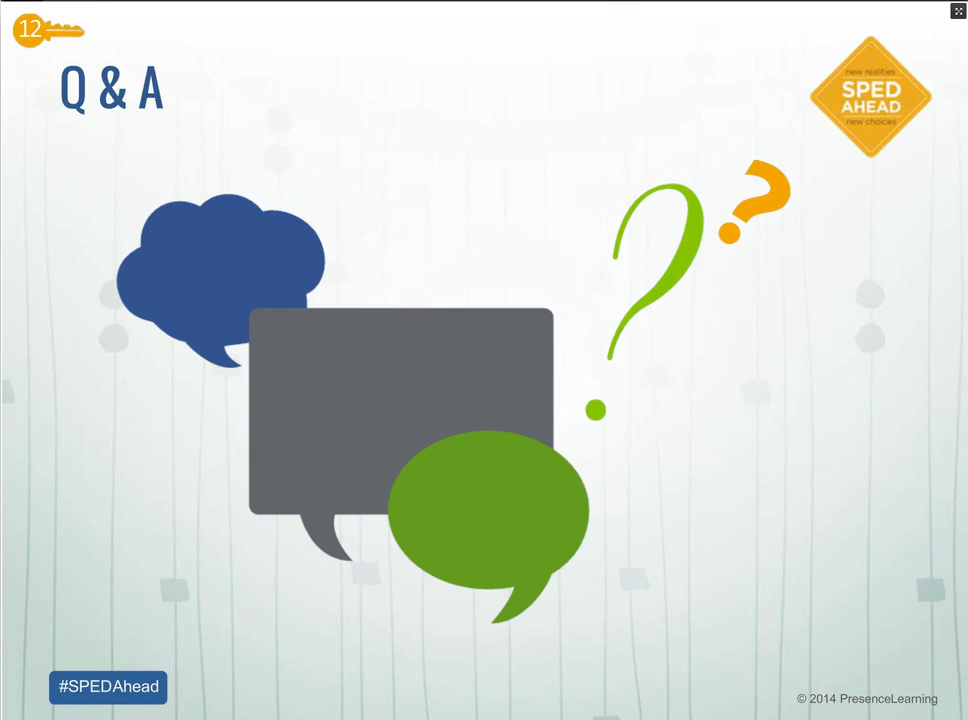 12
Q & A
new realities
SPED
AHEAD
new choices
? ?
#SPEDAhead
© 2014 PresenceLearning